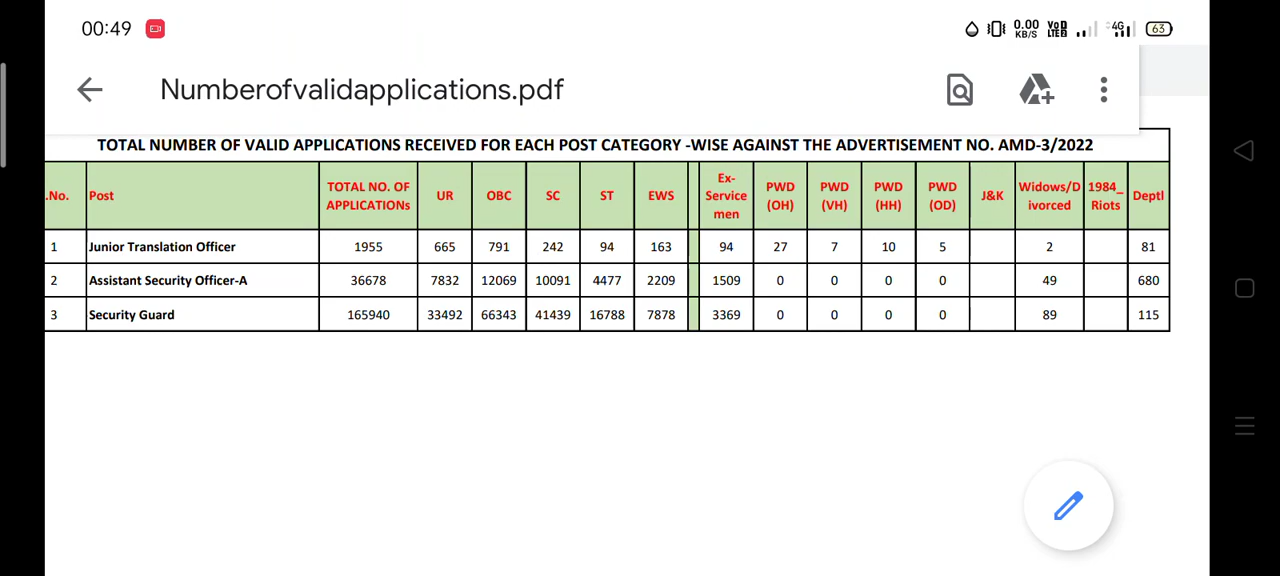 00:49 0.00 KB/S VoD LTE2 4G 63
Numberofvalidapplications.pdf
TOTAL NUMBER OF VALID APPLICATIONS RECEIVED FOR EACH POST CATEGORY -WISE AGAINST THE ADVERTISEMENT NO. AMD-3/2022
.No. Post TOTAL NO. OF APPLICATIONs UR OBC SC ST EWS Ex-Service men PWD (OH) PWD (VH) PWD (HH) PWD (OD) J&K Widows/Divorced 1984_Riots Deptl
1 Junior Translation Officer 1955 665 791 242 94 163 94 27 7 10 5 2 81
2 Assistant Security Officer-A 36678 7832 12069 10091 4477 2209 1509 0 0 0 0 49 680
3 Security Guard 165940 33492 66343 41439 16788 7878 3369 0 0 0 0 89 115